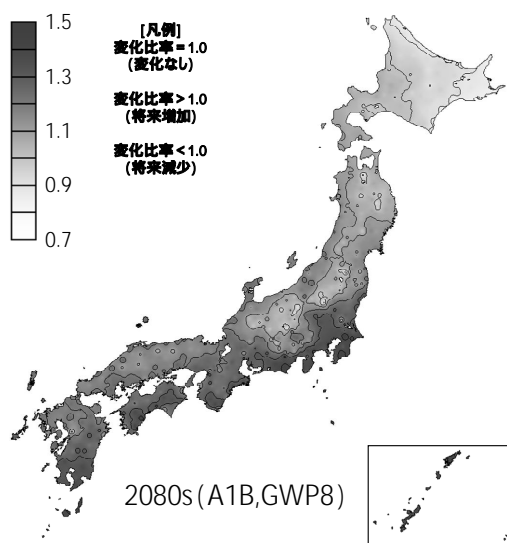 1.5
1.3
1.1
0.9
0.7
[凡例]
変化比率=1.0
(変化なし)
変化比率>1.0
(将来増加)
変化比率<1.0
(将来減少)
2080s(A1B,GWP8)